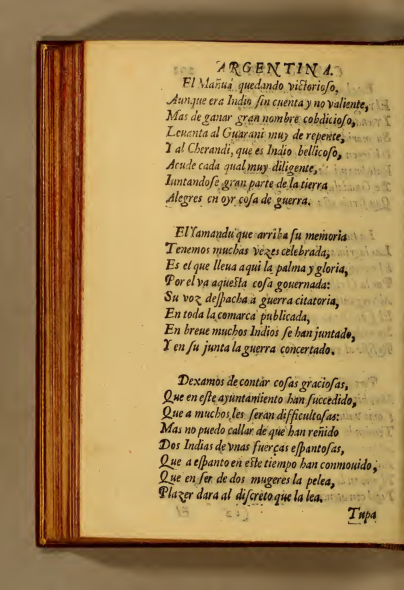 ARGENTINA.
El Mañuá quedando victorioſo,
Aunque era Indio ſin cuenta y no valiente,
Mas de ganar gran nombre cobdicioſo,
Leuanta al Guarani muy de repente,
Y al Cherandi, que es Indio bellicoſo,
Acude cada qual muy diligente,
Iuntandoſe gran parte de la tierra
Alegres en oyr coſa de guerra.
El Yamandu que arriba ſu memoria
Tenemos muchas vezes celebrada,
Es el que lleua aqui la palma y gloria,
Por el va aqueſta coſa gouernada:
Su voz deſpacha a guerra citatoria,
En toda la comarca publicada,
En breue muchos Indios ſe han juntado,
Y en ſu junta la guerra concertado.
Dexamos de contar coſas gracioſas,
Que en eſte ayuntamiento han ſuccedido,
Que a muchos les ſeran difficultoſas:
Mas no puedo callar de que han reñido
Dos Indias de vnas fuerças eſpantoſas,
Que a eſpanto en eſte tiempo han conmouido,
Que en ſer de dos mugeres la pelea,
Plazer dara al diſcreto que la lea.
Tupa